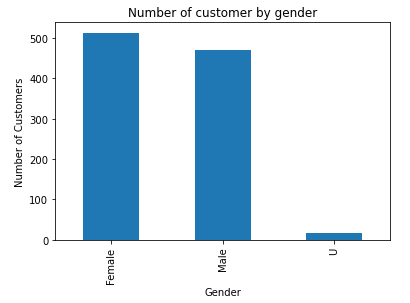 Number of customer by gender
Number of Customers
500
400
300
200
100
0
Female
Male
U
Gender